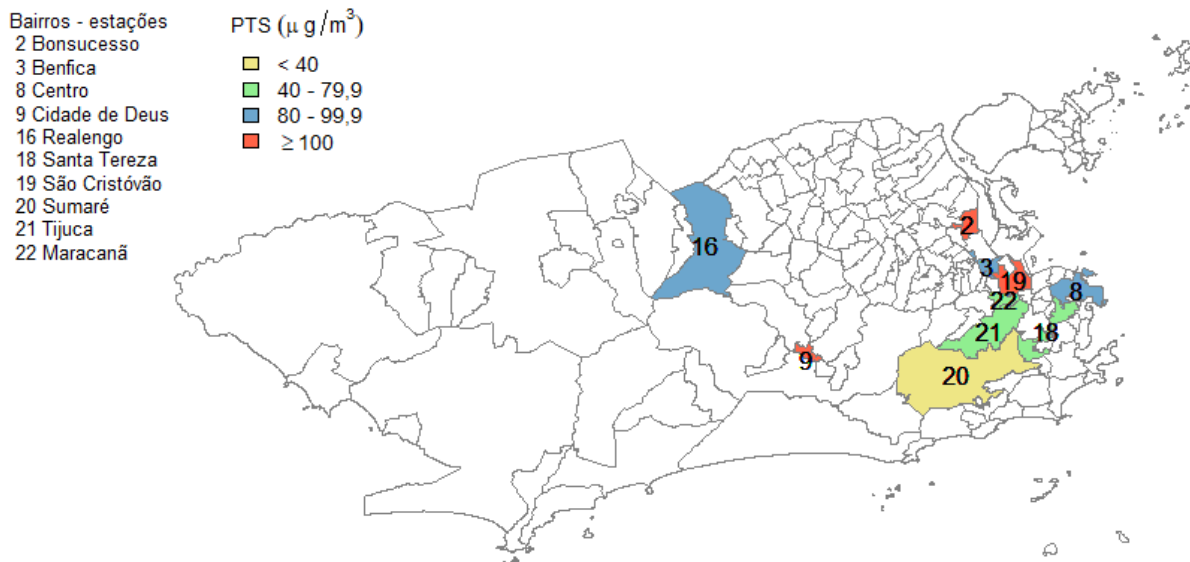 Bairros - estações
2 Bonsucesso
3 Benfica
8 Centro
9 Cidade de Deus
16 Realengo
18 Santa Tereza
19 São Cristóvão
20 Sumaré
21 Tijuca
22 Maracanã
PTS (μ g/m³)
< 40
40 - 79,9
80 - 99,9
≥ 100
2
16
3
19
8
22
21
18
9
20